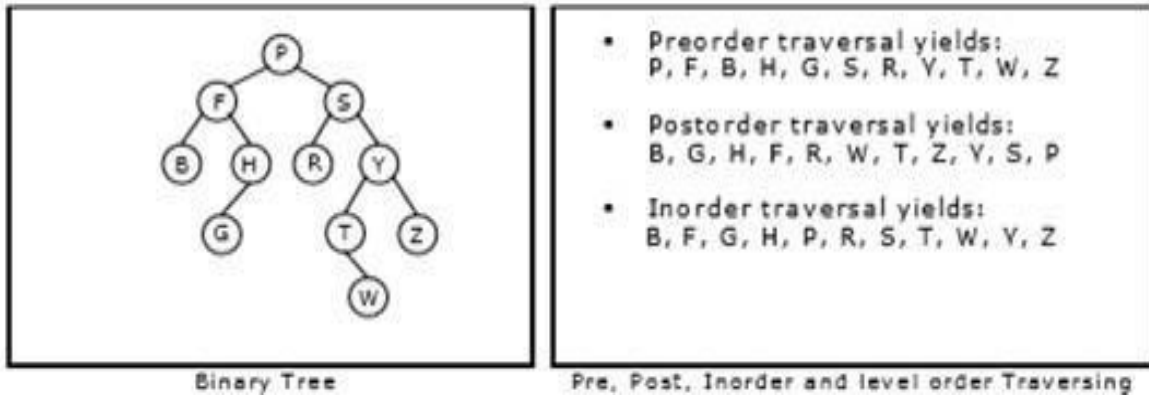 P
F
S
B
H
R
Y
G
T
Z
W
Binary Tree
▪ Preorder traversal yields:
P, F, B, H, G, S, R, Y, T, W, Z
▪ Postorder traversal yields:
B, G, H, F, R, W, T, Z, Y, S, P
▪ Inorder traversal yields:
B, F, G, H, P, R, S, T, W, Y, Z
Pre, Post, Inorder and level order Traversing